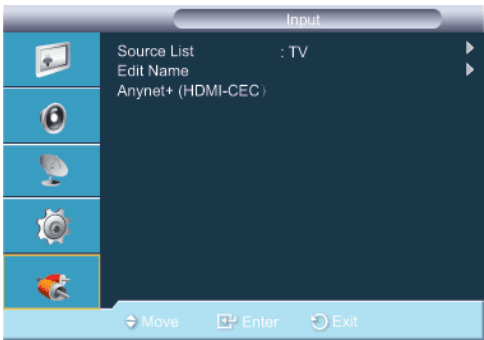 Input
Source List : TV
Edit Name
Anynet+ (HDMI-CEC)
Move Enter Exit